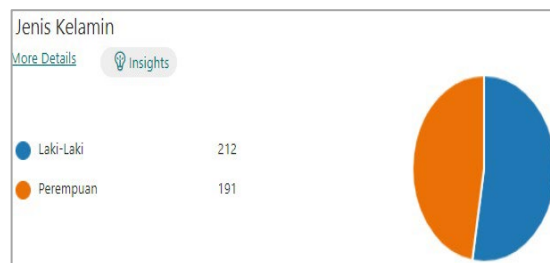 Jenis Kelamin
More Details Insights
Laki-Laki 212
Perempuan 191